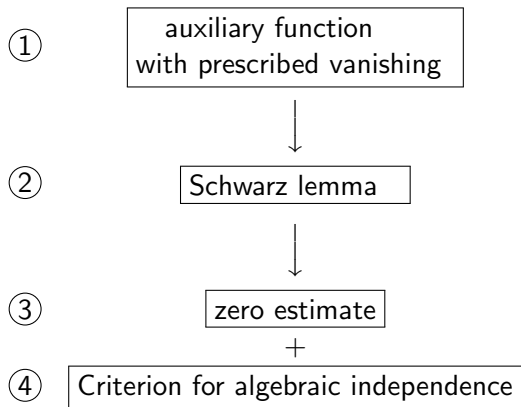 ① auxiliary function
with prescribed vanishing
② Schwarz lemma
③ zero estimate
+
④ Criterion for algebraic independence